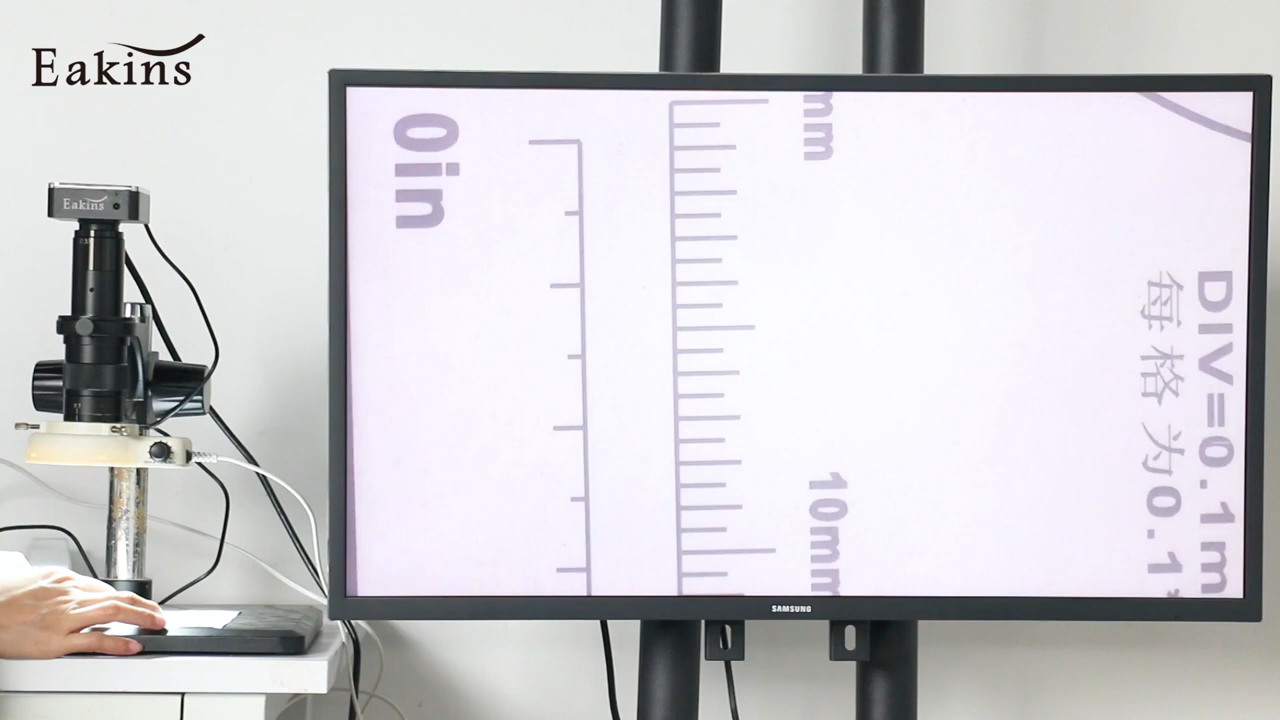 Eakins
Eakins
0in
mm
10mm
DIV=0.1m
每格为0.1
SAMSUNG